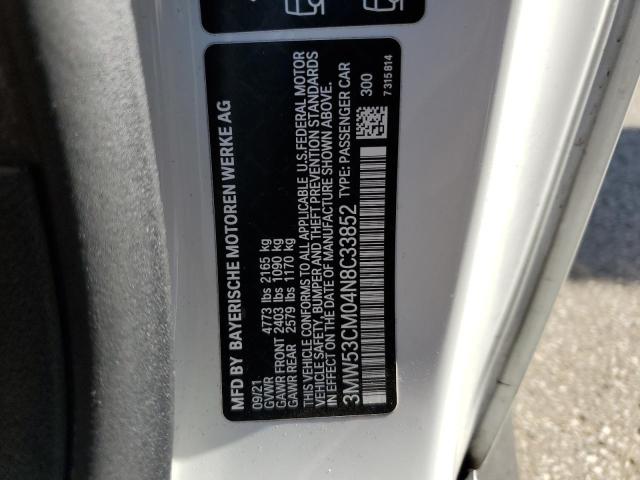 MFD BY BAYERISCHE MOTOREN WERKE AG
09/21
GVWR 4773 lbs 2165 kg
GAWR FRONT 2403 lbs 1090 kg
GAWR REAR 2579 lbs 1170 kg
THIS VEHICLE CONFORMS TO ALL APPLICABLE U.S.FEDERAL MOTOR
VEHICLE SAFETY, BUMPER AND THEFT PREVENTION STANDARDS
IN EFFECT ON DATE OF MANUFACTURE SHOWN ABOVE.
3MW53CM04N8C33852 TYPE: PASSENGER CAR
300
7315814